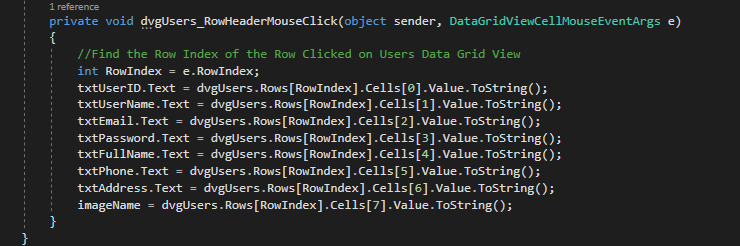 1 reference
private void dvgUsers_RowHeaderMouseClick(object sender, DataGridViewCellMouseEventArgs e)
{
//Find the Row Index of the Row Clicked on Users Data Grid View
int RowIndex = e.RowIndex;
txtUserID.Text = dvgUsers.Rows[RowIndex].Cells[0].Value.ToString();
txtUserName.Text = dvgUsers.Rows[RowIndex].Cells[1].Value.ToString();
txtEmail.Text = dvgUsers.Rows[RowIndex].Cells[2].Value.ToString();
txtPassword.Text = dvgUsers.Rows[RowIndex].Cells[3].Value.ToString();
txtFullName.Text = dvgUsers.Rows[RowIndex].Cells[4].Value.ToString();
txtPhone.Text = dvgUsers.Rows[RowIndex].Cells[5].Value.ToString();
txtAddress.Text = dvgUsers.Rows[RowIndex].Cells[6].Value.ToString();
imageName = dvgUsers.Rows[RowIndex].Cells[7].Value.ToString();
}
}